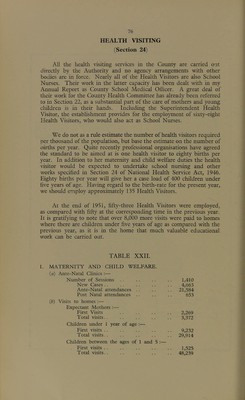 76
HEALTH VISITING
(Section 24)
All the health visiting services in the County are carried out
directly by the Authority and no agency arrangements with other
bodies are in force. Nearly all of the Health Visitors are also School
Nurses. Their work in the latter capacity has been dealt with in my
Annual Report as County School Medical Officer. A great deal of
their work for the County Health Committee has already been referred
to in Section 22, as a substantial part of the care of mothers and young
children is in their hands. Including the Superintendent Health
Visitor, the establishment provides for the employment of sixty-eight
Health Visitors, who would also act as School Nurses.
We do not as a rule estimate the number of health visitors required
per thousand of the population, but base the estimate on the number of
births per year. Quite recently professional organisations have agreed
the standard to be aimed at is one health visitor to eighty births per
year. In addition to her maternity and child welfare duties the health
visitor would be expected to undertake school nursing and other
works specified in Section 24 of National Health Service Act, 1946.
Eighty births per year will give her a case load of 400 children under
five years of age. Having regard to the birth-rate for the present year,
we should employ approximately 135 Health Visitors.
At the end of 1951, fifty-three Health Visitors were employed,
as compared with fifty at the corresponding time in the previous year.
It is gratifying to note that over 8,000 more visits were paid to homes
where there are children under five years of age as compared with the
previous year, as it is in the home that much valuable educational
work can be carried out.
TABLE XXII.
1. MATERNITY AND CHILD WELFARE.
(a) Ante-Natal Clinics :—
Number of Sessions .. .. .. 1,410
New Cases .. .. .. 4,063
Ante-Natal attendances .. .. 21,584
Post Natal attendances .. .. 653
(b) Visits to homes :—
Expectant Mothers :—
First Visits .. .. .. 2,269
Total visits .. .. .. 3,572
Children under 1 year of age :—
First visits .. .. .. 6,232
Total visits .. .. .. 29,914
Children between the ages of 1 and 5 :—
First visits .. .. .. 1,525
Total visits .. .. .. 48,239